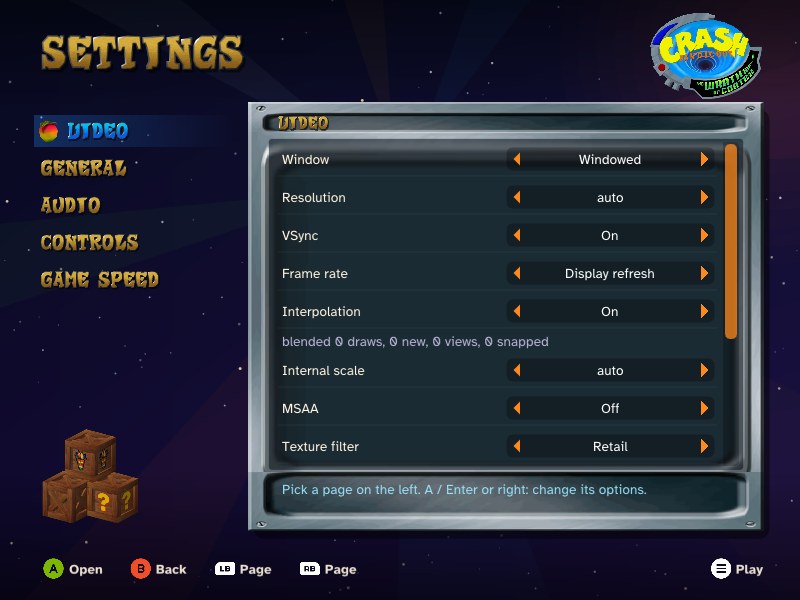 SETTINGS
CRASH
BANDICOOT
THE WRATH
OF CORTEX
VIDEO
GENERAL
AUDIO
CONTROLS
GAME SPEED
VIDEO
Window Windowed
Resolution auto
VSync On
Frame rate Display refresh
Interpolation On
blended 0 draws, 0 new, 0 views, 0 snapped
Internal scale auto
MSAA Off
Texture filter Retail
Pick a page on the left. A / Enter or right: change its options.
? ?
A Open B Back LB Page RB Page Play